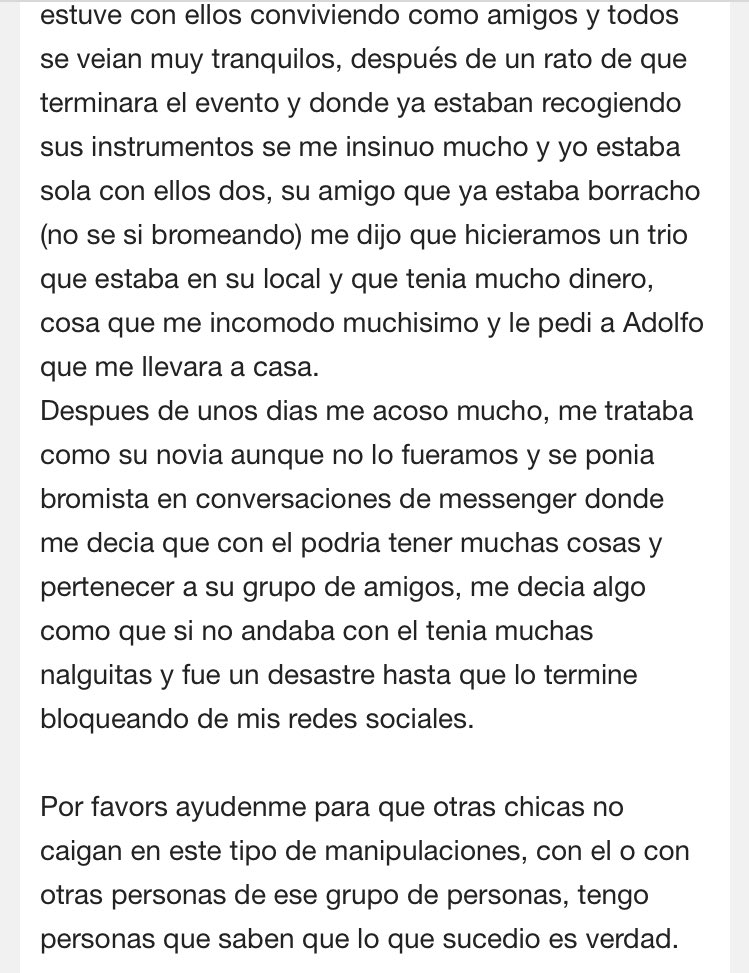 estuve con ellos conviviendo como amigos y todos
se veian muy tranquilos, después de un rato de que
terminara el evento y donde ya estaban recogiendo
sus instrumentos se me insinuo mucho y yo estaba
sola con ellos dos, su amigo que ya estaba borracho
(no se si bromeando) me dijo que hicieramos un trio
que estaba en su local y que tenia mucho dinero,
cosa que me incomodo muchisimo y le pedi a Adolfo
que me llevara a casa.
Despues de unos dias me acoso mucho, me trataba
como su novia aunque no lo fueramos y se ponia
bromista en conversaciones de messenger donde
me decia que con el podria tener muchas cosas y
pertenecer a su grupo de amigos, me decia algo
como que si no andaba con el tenia muchas
nalguitas y fue un desastre hasta que lo termine
bloqueando de mis redes sociales.
Por favors ayudenme para que otras chicas no
caigan en este tipo de manipulaciones, con el o con
otras personas de ese grupo de personas, tengo
personas que saben que lo que sucedio es verdad.